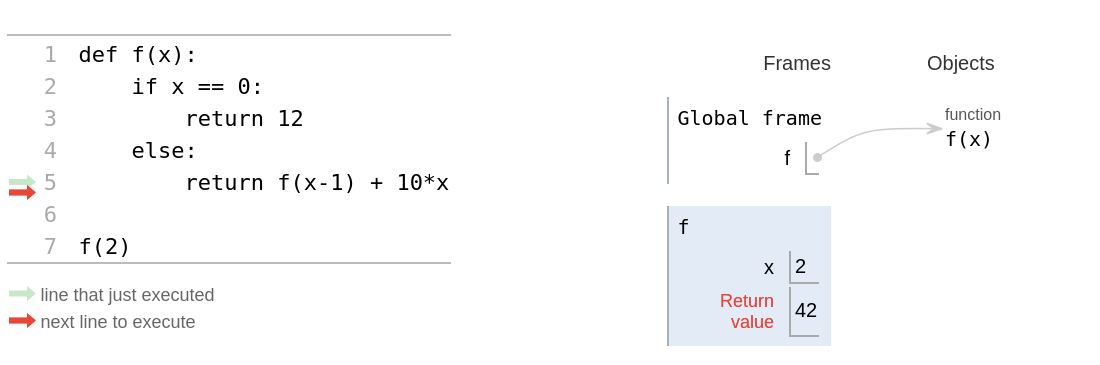 1 def f(x):
2     if x == 0:
3         return 12
4     else:
5         return f(x-1) + 10*x
6
7 f(2)
line that just executed
next line to execute
Frames
Objects
Global frame
f
function
f(x)
f
x 2
Return
value 42